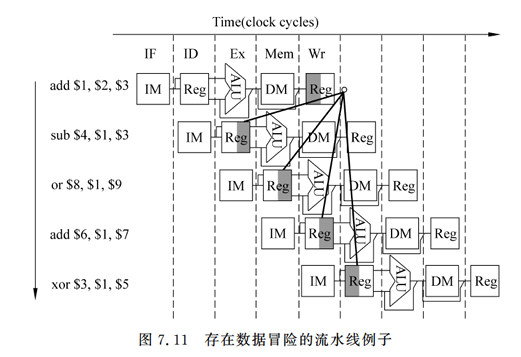 Time(clock cycles)
IF ID Ex Mem Wr
add $1, $2, $3 IM Reg ALU DM Reg
sub $4, $1, $3 IM Reg ALU DM Reg
or $8, $1, $9 IM Reg ALU DM Reg
add $6, $1, $7 IM Reg ALU DM Reg
xor $3, $1, $5 IM Reg ALU DM Reg
图 7.11 存在数据冒险的流水线例子